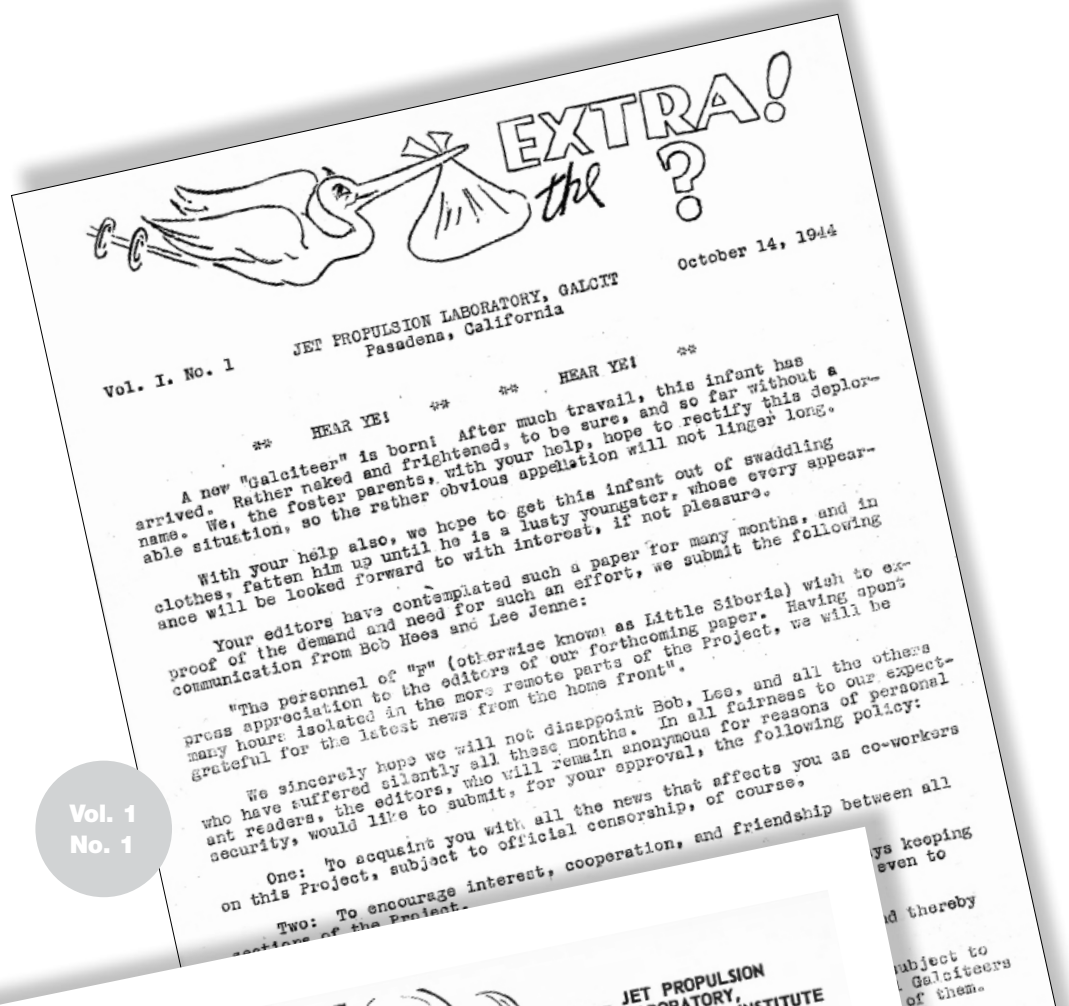 EXTRA!
the ?
October 14, 1944
JET PROPULSION LABORATORY, GALCIT
Pasadena, California
Vol. I. No. 1
** HEAR YE! ** ** HEAR YE! **
A new "Galciteer" is born! After much travail, this infant has
arrived. Rather naked and frightened, to be sure, and so far without a
name. We, the foster parents, with your help, hope to rectify this deplor-
able situation, so the rather obvious appellation will not linger long.
With your help also, we hope to get this infant out of swaddling
clothes, fatten him up until he is a lusty youngster, whose every appear-
ance will be looked forward to with interest, if not pleasure.
Your editors have contemplated such a paper for many months, and in
proof of the demand and need for such an effort, we submit the following
communication from Bob Hees and Lee Jenne:
"The personnel of "F" (otherwise known as Little Siberia) wish to ex-
press appreciation to the editors of our forthcoming paper. Having spent
many hours isolated in the more remote parts of the Project, we will be
grateful for the latest news from the home front".
We sincerely hope we will not disappoint Bob, Lee, and all the others
who have suffered silently all these months. In all fairness to our expect-
ant readers, the editors, who will remain anonymous for reasons of personal
security, would like to submit, for your approval, the following policy:
One: To acquaint you with all the news that affects you as co-workers
on this Project, subject to official censorship, of course.
Two: To encourage interest, cooperation, and friendship between all
sections of the Project.
ys keeping
even to
d thereby
ubject to
Galciteers
of them.
Vol. 1
No. 1
JET PROPULSION
ORATORY,
NSTITUTE